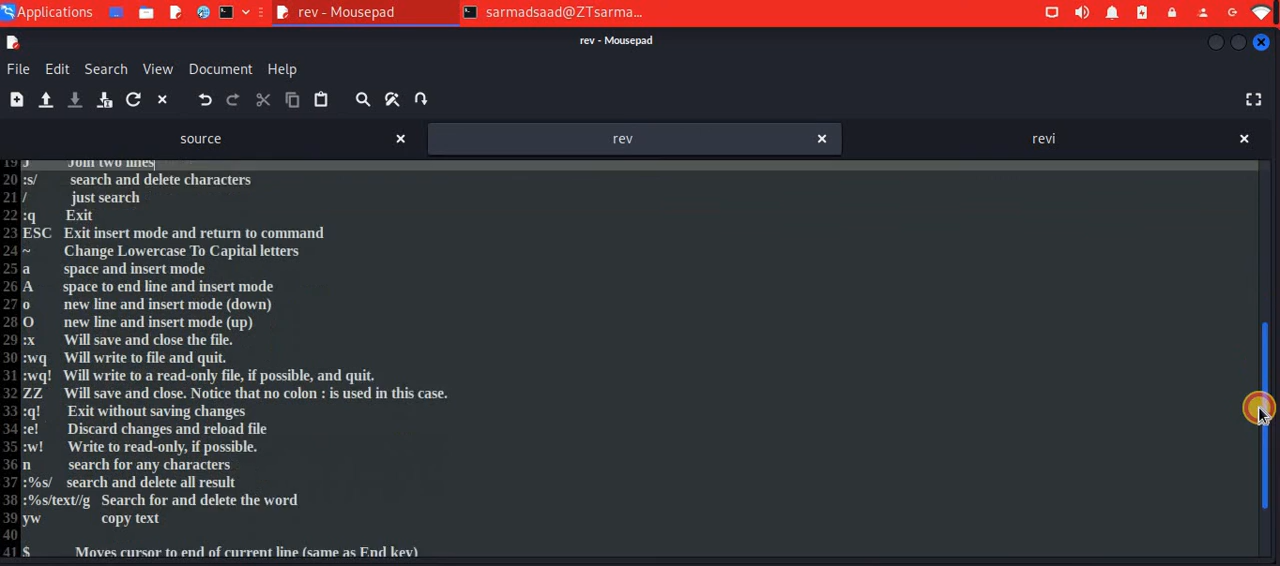 Applications
rev - Mousepad
sarmadsaad@ZTsarma...
rev - Mousepad
File Edit Search View Document Help
source rev revi
19 J Join two lines
20 :s/ search and delete characters
21 / just search
22 :q Exit
23 ESC Exit insert mode and return to command
24 ~ Change Lowercase To Capital letters
25 a space and insert mode
26 A space to end line and insert mode
27 o new line and insert mode (down)
28 O new line and insert mode (up)
29 :x Will save and close the file.
30 :wq Will write to file and quit.
31 :wq! Will write to a read-only file, if possible, and quit.
32 ZZ Will save and close. Notice that no colon : is used in this case.
33 :q! Exit without saving changes
34 :e! Discard changes and reload file
35 :w! Write to read-only, if possible.
36 n search for any characters
37 :%s/ search and delete all result
38 :%s/text//g Search for and delete the word
39 yw copy text
40
41 $ Moves cursor to end of current line (same as End key)